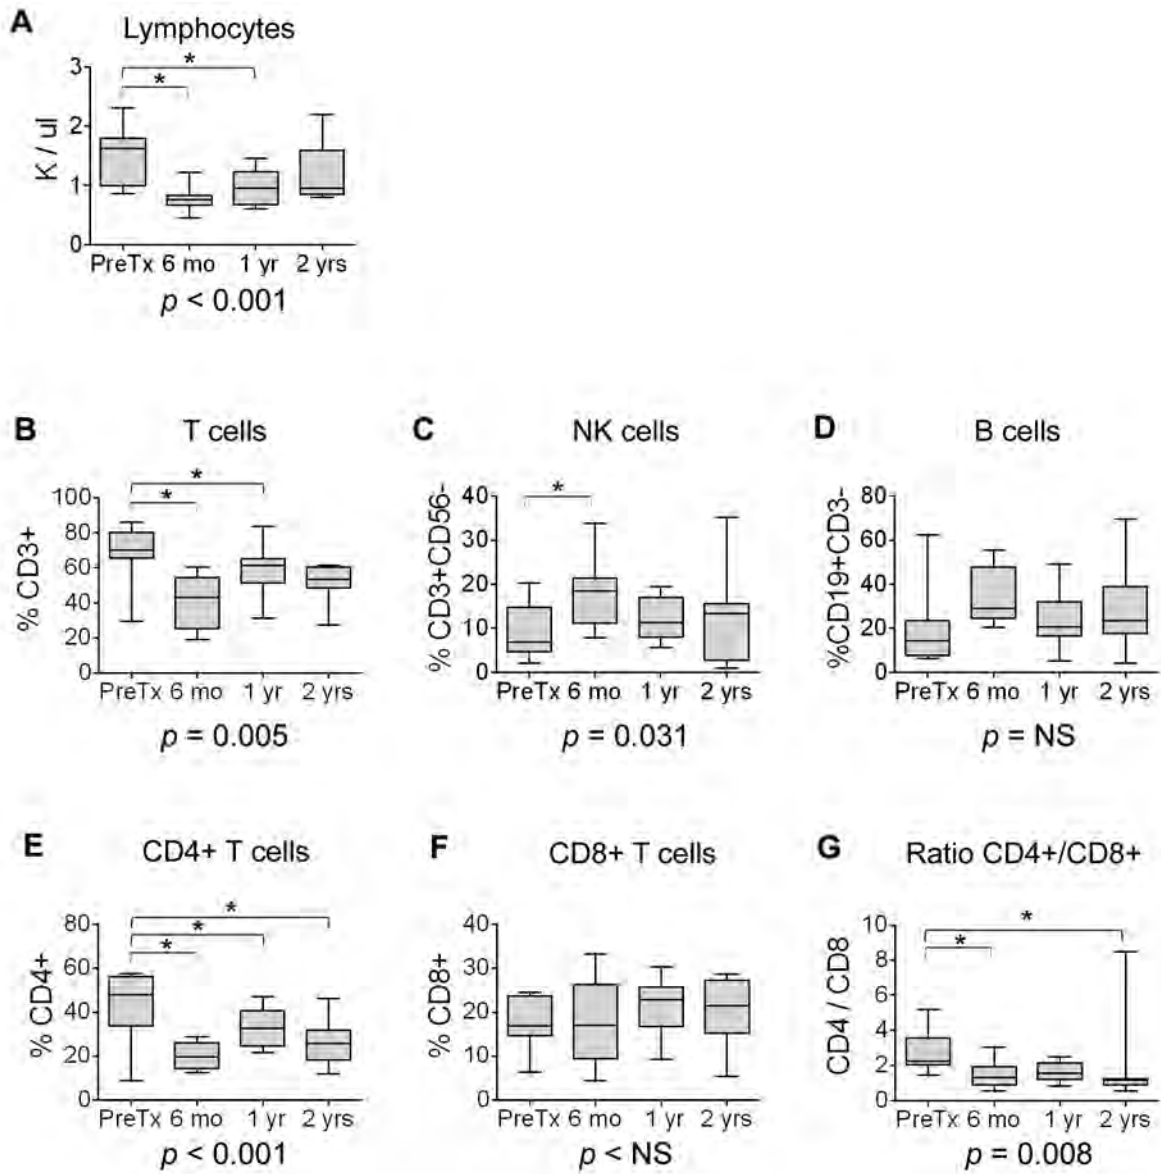 A
Lymphocytes
*
*
3
2
1
0
K / ul
PreTx 6 mo 1 yr 2 yrs
p < 0.001
B T cells
*
*
100
80
60
40
20
0
% CD3+
PreTx 6 mo 1 yr 2 yrs
p = 0.005
C NK cells
*
40
30
20
10
0
% CD3+CD56-
PreTx 6 mo 1 yr 2 yrs
p = 0.031
D B cells
80
60
40
20
0
%CD19+CD3-
PreTx 6 mo 1 yr 2 yrs
p = NS
E CD4+ T cells
*
*
*
80
60
40
20
0
% CD4+
PreTx 6 mo 1 yr 2 yrs
p < 0.001
F CD8+ T cells
40
30
20
10
0
% CD8+
PreTx 6 mo 1 yr 2 yrs
p < NS
G Ratio CD4+/CD8+
*
*
10
8
6
4
2
0
CD4 / CD8
PreTx 6 mo 1 yr 2 yrs
p = 0.008